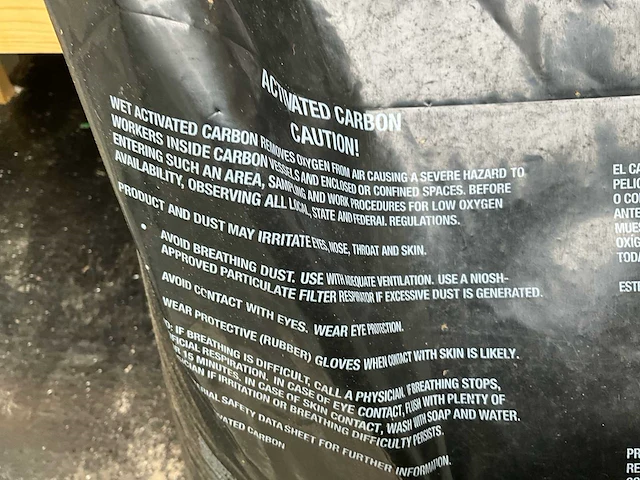 ACTIVATED CARBON
CAUTION!
WET ACTIVATED CARBON REMOVES OXYGEN FROM AIR CAUSING A SEVERE HAZARD TO
WORKERS INSIDE CARBON VESSELS AND ENCLOSED OR CONFINED SPACES. BEFORE
ENTERING SUCH AN AREA, SAMPLING AND WORK PROCEDURES FOR LOW OXYGEN
AVAILABILITY, OBSERVING ALL LOCAL, STATE AND FEDERAL REGULATIONS.
PRODUCT AND DUST MAY IRRITATE EYES, NOSE, THROAT AND SKIN.
AVOID BREATHING DUST. USE WITH ADEQUATE VENTILATION. USE A NIOSH-
APPROVED PARTICULATE FILTER RESPIRATOR IF EXCESSIVE DUST IS GENERATED.
AVOID CONTACT WITH EYES. WEAR EYE PROTECTION.
WEAR PROTECTIVE (RUBBER) GLOVES WHEN CONTACT WITH SKIN IS LIKELY.
: IF BREATHING IS DIFFICULT, CALL A PHYSICIAN. IF BREATHING STOPS,
FICIAL RESPIRATION. IN CASE OF EYE CONTACT, FLUSH WITH PLENTY OF
15 MINUTES. IN CASE OF SKIN CONTACT, WASH WITH SOAP AND WATER.
ICIAN IF IRRITATION OR BREATHING DIFFICULTY PERSISTS.
RIAL SAFETY DATA SHEET FOR FURTHER INFORMATION.
IVATED CARBON
EL CA
PELI
O CO
ANTE
MUES
OXÍG
TODA
ESTE
PR
RE